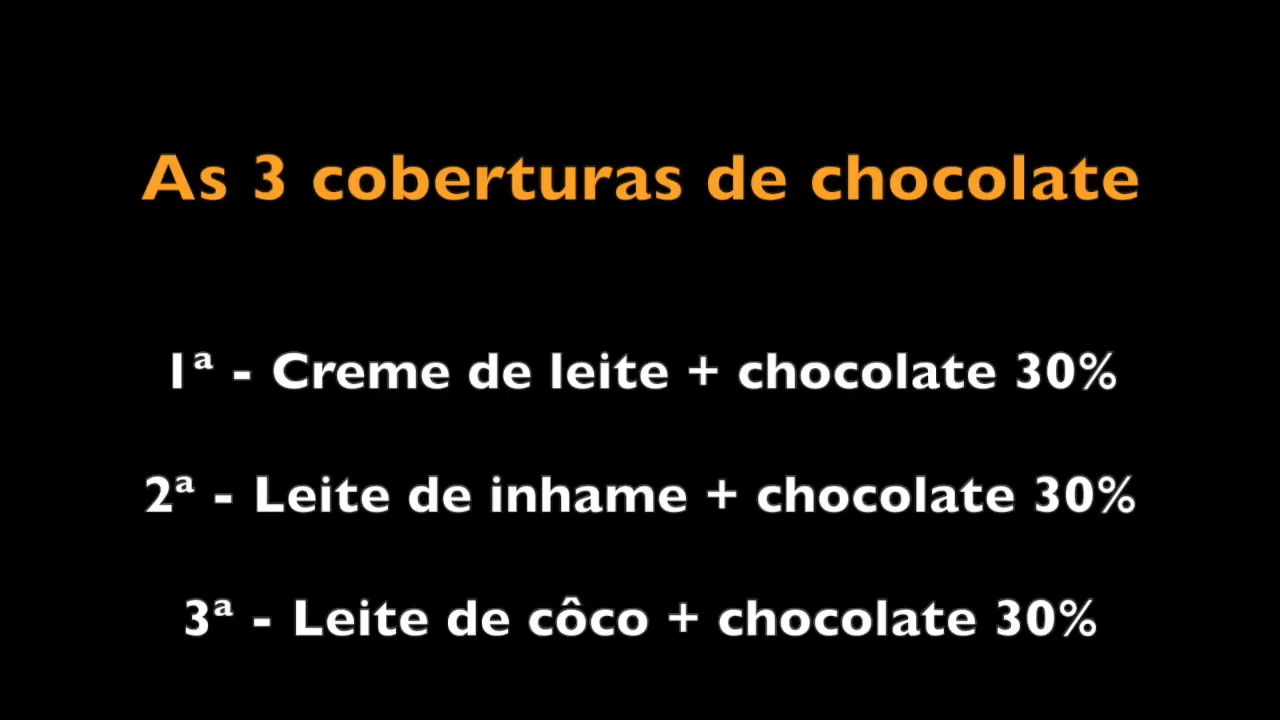 As 3 coberturas de chocolate
1ª - Creme de leite + chocolate 30%
2ª - Leite de inhame + chocolate 30%
3ª - Leite de côco + chocolate 30%